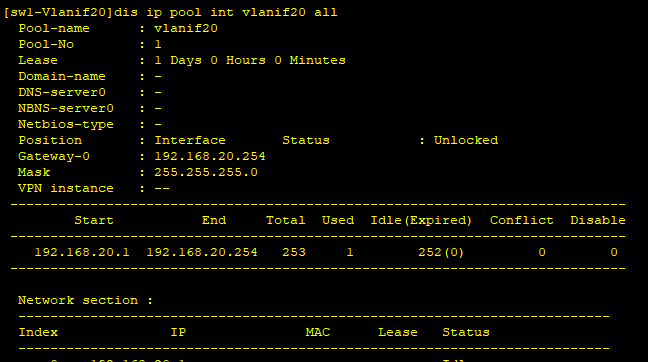 [sw1-Vlanif20]dis ip pool int vlanif20 all
Pool-name : vlanif20
Pool-No : 1
Lease : 1 Days 0 Hours 0 Minutes
Domain-name : -
DNS-server0 : -
NBNS-server0 : -
Netbios-type : -
Position : Interface Status : Unlocked
Gateway-0 : 192.168.20.254
Mask : 255.255.255.0
VPN instance : --
-----------------------------------------------------------------------------
Start End Total Used Idle(Expired) Conflict Disable
-----------------------------------------------------------------------------
192.168.20.1 192.168.20.254 253 1 252(0) 0 0
-----------------------------------------------------------------------------
Network section :
--------------------------------------------------------------------------
Index IP MAC Lease Status
--------------------------------------------------------------------------